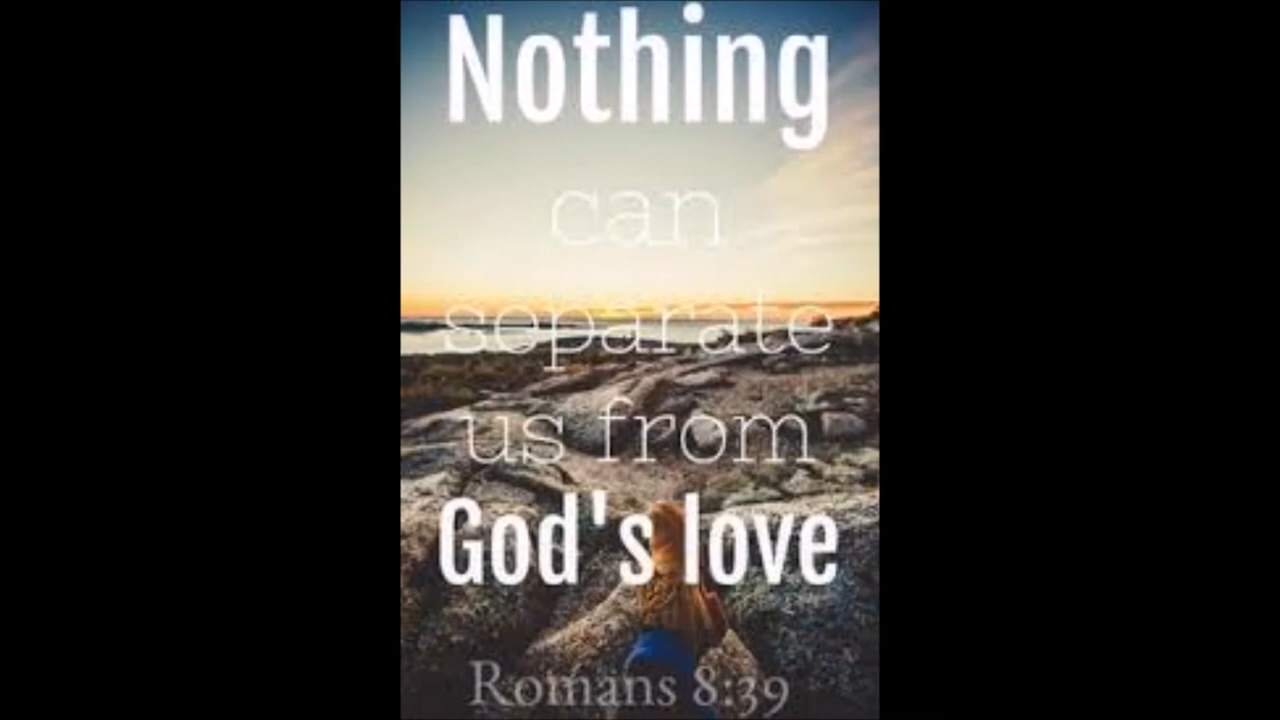 Nothing
can
separate
us from
God's love
Romans 8:39